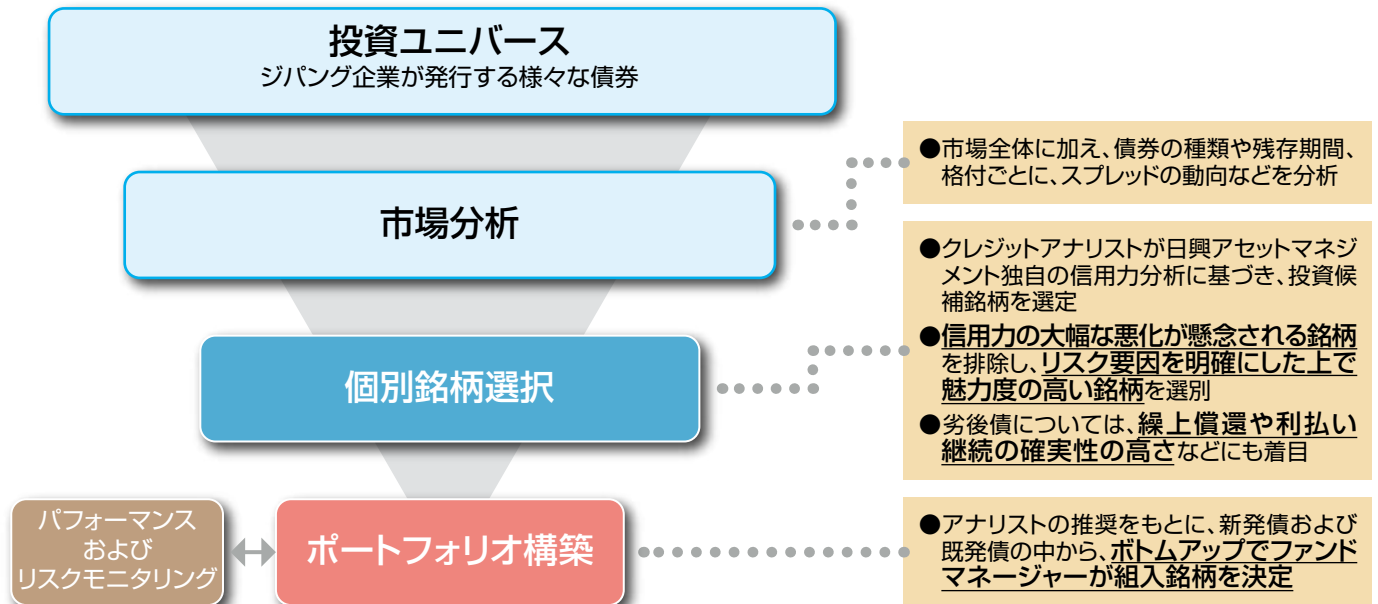 投資ユニバース
ジパング企業が発行する様々な債券
市場分析
●市場全体に加え、債券の種類や残存期間、
格付ごとに、スプレッドの動向などを分析
個別銘柄選択
●クレジットアナリストが日興アセットマネジ
メント独自の信用力分析に基づき、投資候
補銘柄を選定
●信用力の大幅な悪化が懸念される銘柄
を排除し、リスク要因を明確にした上で
魅力度の高い銘柄を選別
●劣後債については、繰上償還や利払い
継続の確実性の高さなどにも着目
パフォーマンス
および
リスクモニタリング
ポートフォリオ構築
●アナリストの推奨をもとに、新発債および
既発債の中から、ボトムアップでファンド
マネージャーが組入銘柄を決定